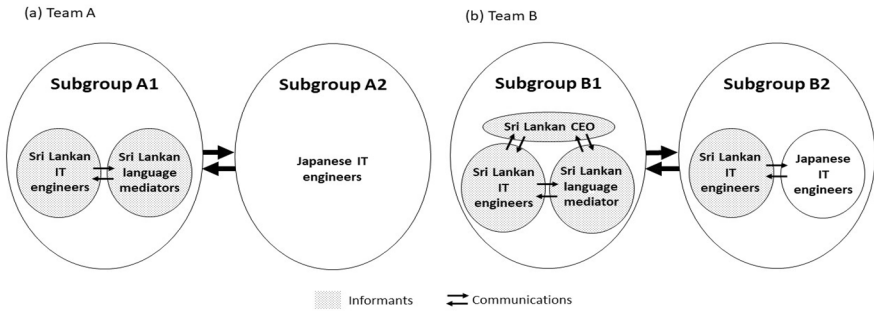 (a) Team A
Subgroup A1
Sri Lankan
IT
engineers
Sri Lankan
language
mediators
Subgroup A2
Japanese IT
engineers
(b) Team B
Subgroup B1
Sri Lankan CEO
Sri Lankan
IT
engineers
Sri Lankan
language
mediator
Subgroup B2
Sri Lankan
IT
engineers
Japanese
IT
engineers
Informants
Communications